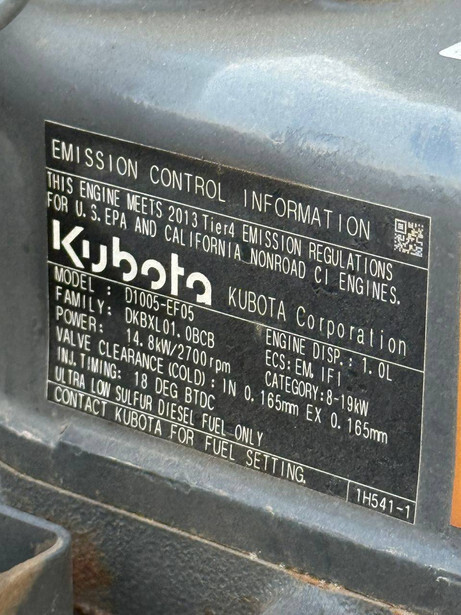 EMISSION CONTROL INFORMATION
THIS ENGINE MEETS 2013 Tier4 EMISSION REGULATIONS
FOR U.S.EPA AND CALIFORNIA NONROAD CI ENGINES.
Kubota KUBOTA Corporation
MODEL : D1005-EF05 ENGINE DISP.: 1.0L
FAMILY: DKBXL01.0BCB ECS: EM, IFI
POWER: 14.8kW/2700rpm CATEGORY:8-19kW
VALVE CLEARANCE(COLD): IN 0.165mm EX 0.165mm
INJ.TIMING: 18 DEG BTDC
ULTRA LOW SULFUR DIESEL FUEL ONLY
CONTACT KUBOTA FOR FUEL SETTING.
1H541-1